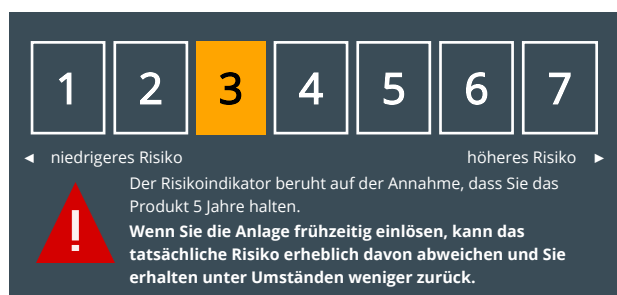 1 2 3 4 5 6 7
◄ niedrigeres Risiko höheres Risiko ►
Der Risikoindikator beruht auf der Annahme, dass Sie das
Produkt 5 Jahre halten.
Wenn Sie die Anlage frühzeitig einlösen, kann das
tatsächliche Risiko erheblich davon abweichen und Sie
erhalten unter Umständen weniger zurück.
!